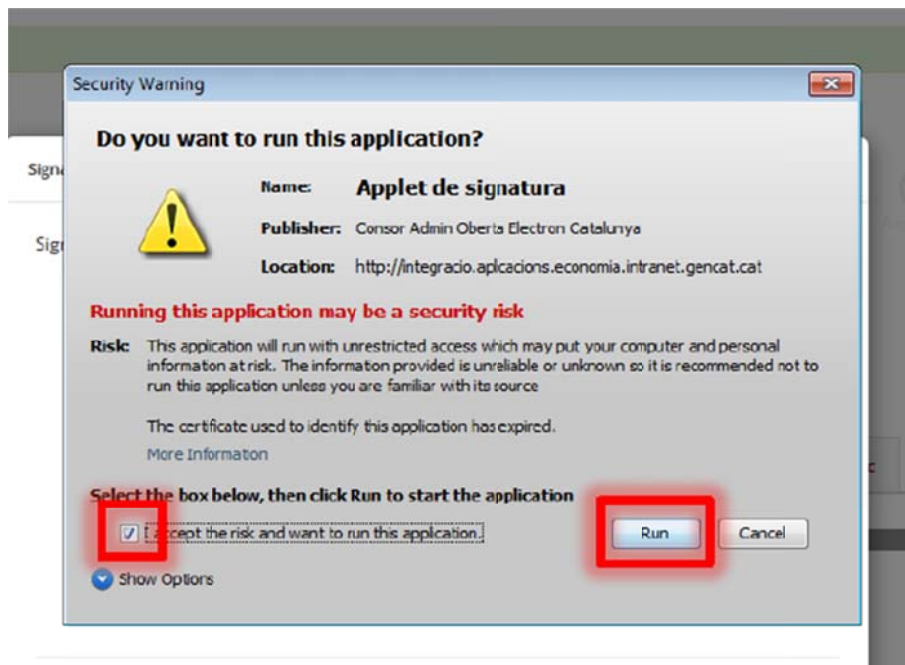 Security Warning
Do you want to run this application?
Signa
Name: Applet de signatura
Publisher: Consor Admin Oberta Electron Catalunya
Sig
Location: http://integracio.aplcacions.economia.intranet.gencat.cat
Running this application may be a security risk
Risk: This application will run with unrestricted access which may put your computer and personal
information at risk. The information provided is unreliable or unknown so it is recommended not to
run this application unless you are familiar with its source
The certificate used to identify this application has expired.
More Information
Select the box below, then click Run to start the application
I accept the risk and want to run this application.
Run
Cancel
Show Options